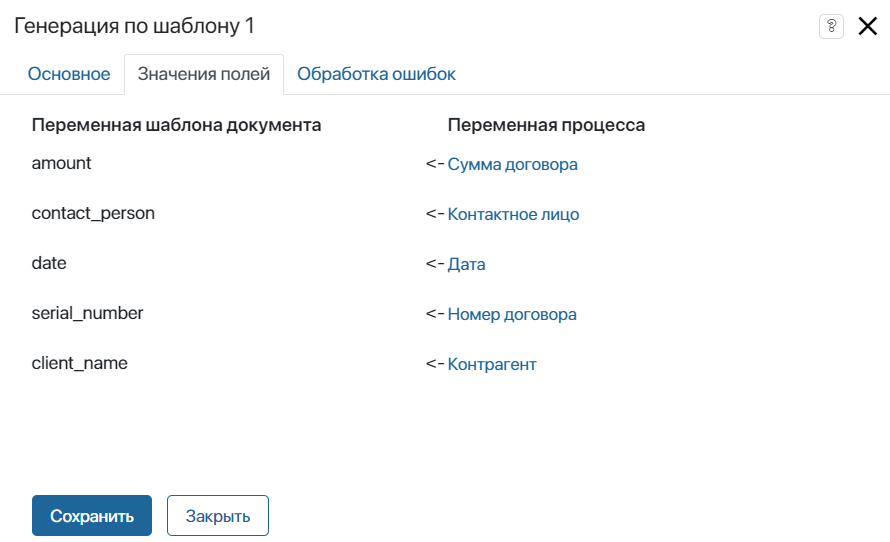 Генерация по шаблону 1 ?
Основное Значения полей Обработка ошибок
Переменная шаблона документа Переменная процесса
amount <- Сумма договора
contact_person <- Контактное лицо
date <- Дата
serial_number <- Номер договора
client_name <- Контрагент
Сохранить Закрыть